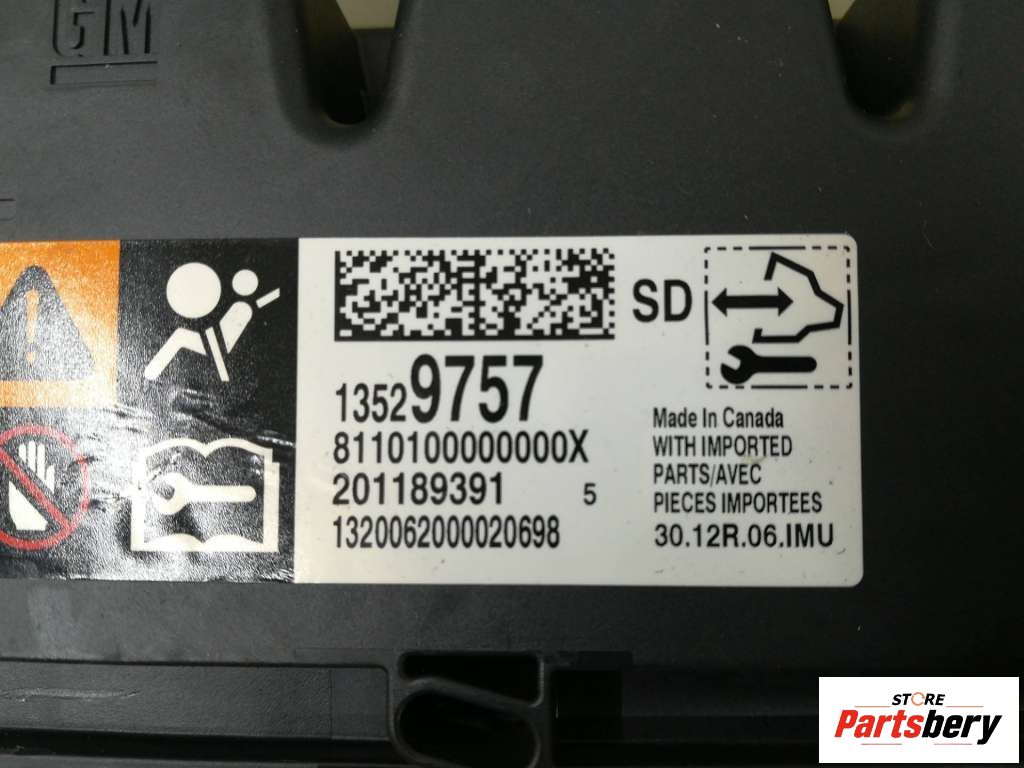 GM
SD
13529757
8110100000000X
201189391 5
1320062000020698
Made In Canada
WITH IMPORTED
PARTS/AVEC
PIECES IMPORTEES
30.12R.06.IMU
STORE
Partsbery